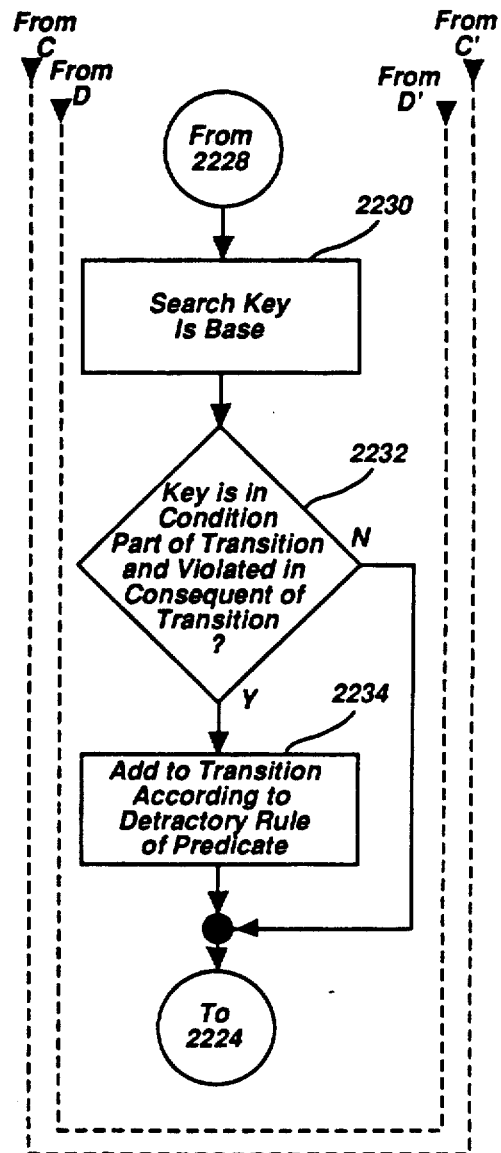 From
C
From
D
From
C'
From
D'
From
2228
2230
Search Key
Is Base
2232
Key is in
Condition
Part of Transition
and Violated in
Consequent of
Transition
?
N
Y
2234
Add to Transition
According to
Detractory Rule
of Predicate
To
2224